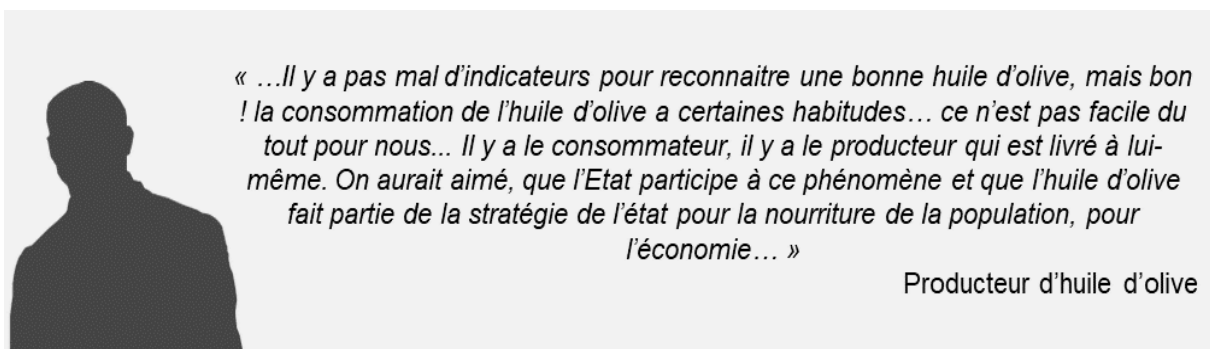 « …Il y a pas mal d’indicateurs pour reconnaitre une bonne huile d’olive, mais bon
! la consommation de l’huile d’olive a certaines habitudes… ce n’est pas facile du
tout pour nous... Il y a le consommateur, il y a le producteur qui est livré à lui-
même. On aurait aimé, que l’Etat participe à ce phénomène et que l’huile d’olive
fait partie de la stratégie de l’état pour la nourriture de la population, pour
l’économie… »
Producteur d’huile d’olive